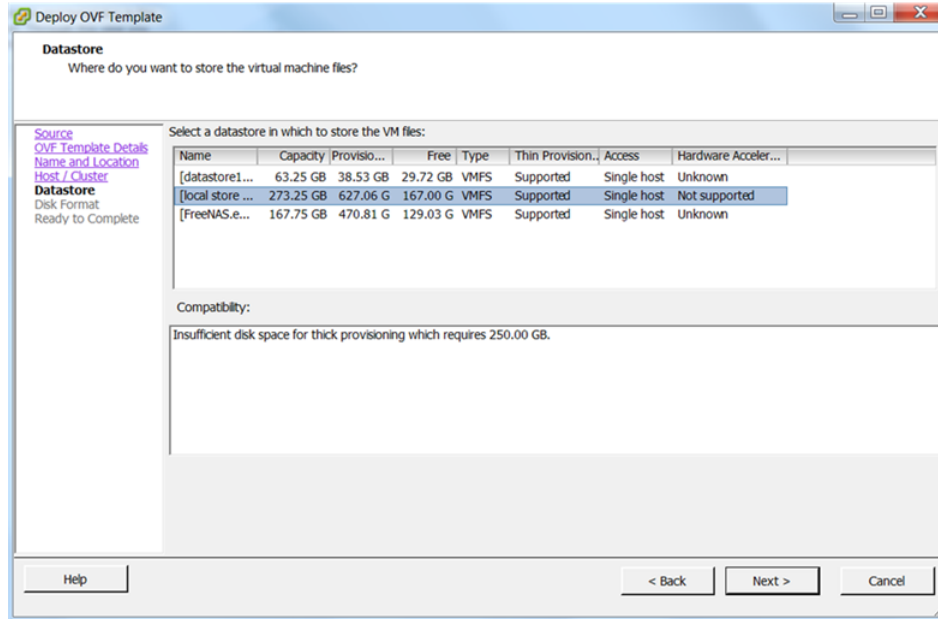 Deploy OVF Template
Datastore
Where do you want to store the virtual machine files?
Source
OVF Template Details
Name and Location
Host / Cluster
Datastore
Disk Format
Ready to Complete
Select a datastore in which to store the VM files:
Name Capacity Provisio... Free Type Thin Provision.. Access Hardware Acceler...
[datastore1... 63.25 GB 38.53 GB 29.72 GB VMFS Supported Single host Unknown
[local store ... 273.25 GB 627.06 G 167.00 G VMFS Supported Single host Not supported
[FreeNAS.e... 167.75 GB 470.81 G 129.03 G VMFS Supported Single host Unknown
Compatibility:
Insufficient disk space for thick provisioning which requires 250.00 GB.
Help < Back Next > Cancel